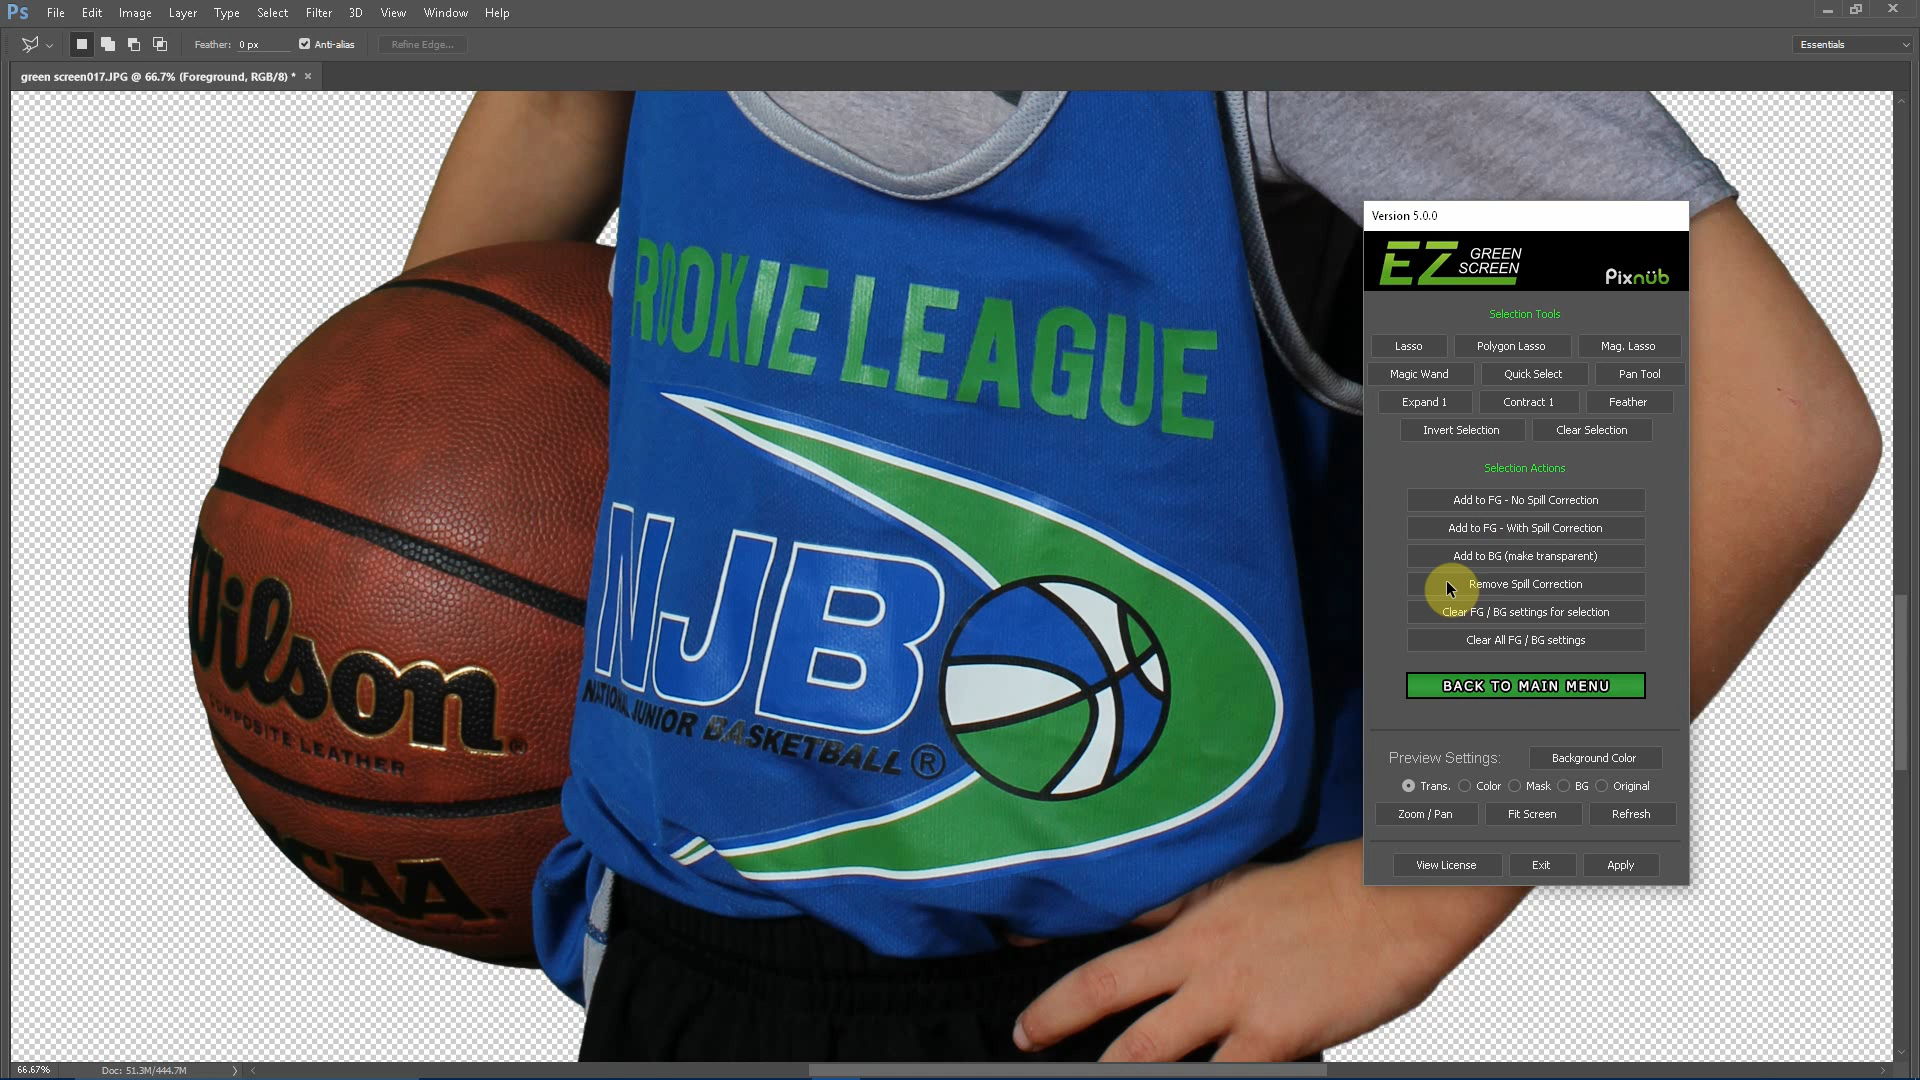 Ps File Edit Image Layer Type Select Filter 3D View Window Help
Feather: 0 px Anti-alias Refine Edge... Essentials
green screen017.JPG @ 66.7% (Foreground, RGB/8) * ×
ROOKIE LEAGUE
NJB
NATIONAL JUNIOR BASKETBALL ®
Wilson ®
COMPOSITE LEATHER
NCAA
Version 5.0.0
EZ GREEN SCREEN Pixnüb
Selection Tools
Lasso Polygon Lasso Mag. Lasso
Magic Wand Quick Select Pan Tool
Expand 1 Contract 1 Feather
Invert Selection Clear Selection
Selection Actions
Add to FG - No Spill Correction
Add to FG - With Spill Correction
Add to BG (make transparent)
Remove Spill Correction
Clear FG / BG settings for selection
Clear All FG / BG settings
BACK TO MAIN MENU
Preview Settings: Background Color
Trans. Color Mask BG Original
Zoom / Pan Fit Screen Refresh
View License Exit Apply
66.67% Doc: 51.3M/444.7M